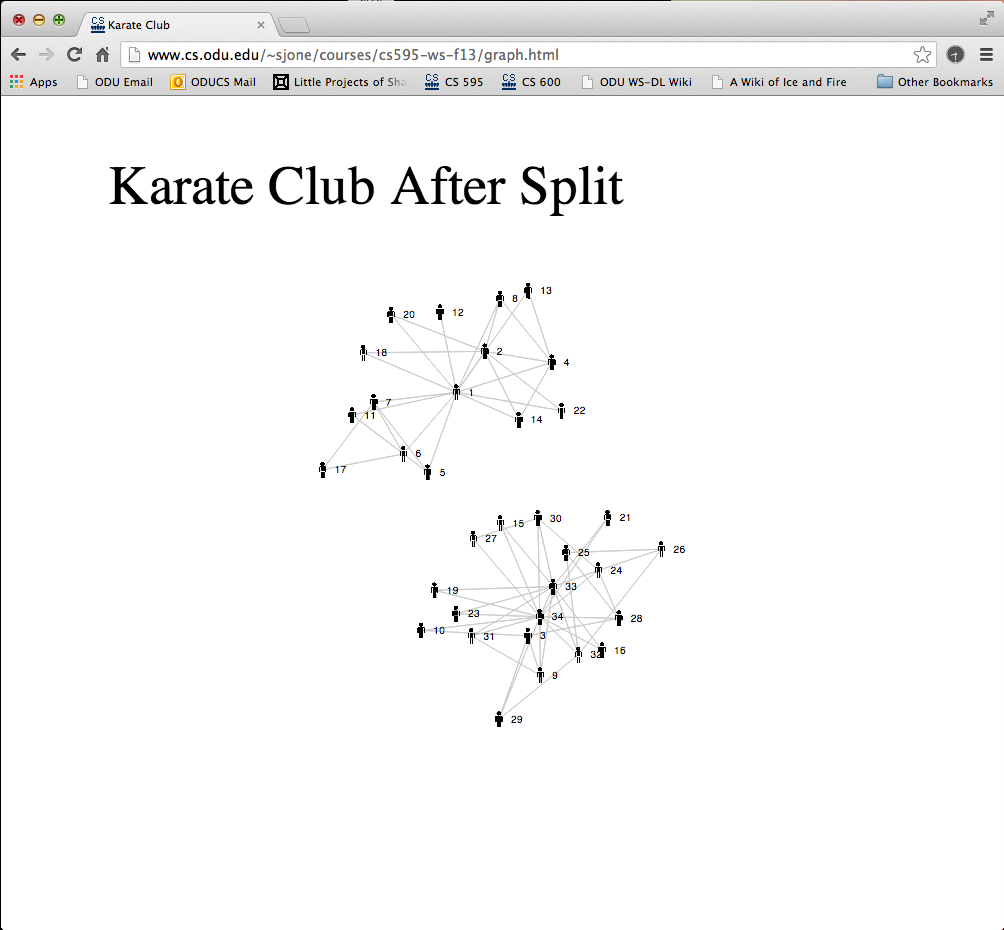 CS Karate Club
www.cs.odu.edu/~sjone/courses/cs595-ws-f13/graph.html
Apps ODU Email ODUCS Mail Little Projects of Sha CS CS 595 CS CS 600 ODU WS-DL Wiki A Wiki of Ice and Fire Other Bookmarks
Karate Club After Split
13
8
20 12
18 2
4
1
7
11 22
14
6
17 5
15 30 21
27
25 26
24
33
19
23 34 28
10 31 3
32 16
9
29